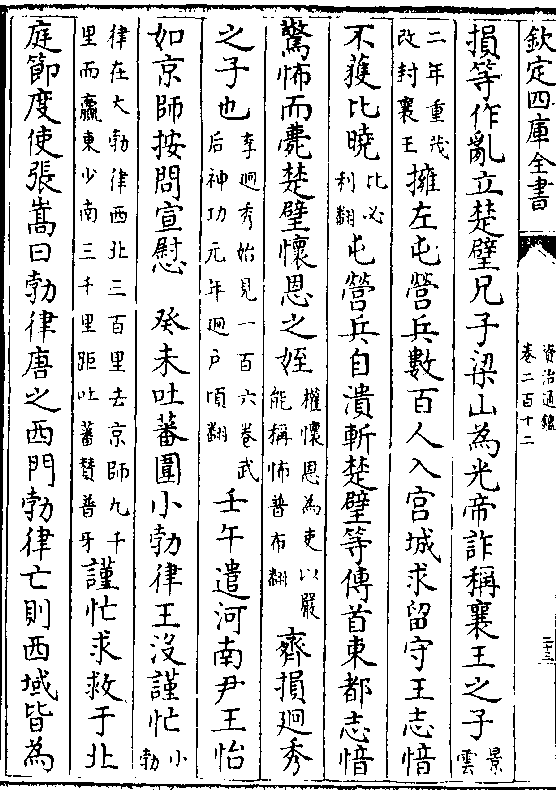 欽定四庫全書
資治通鑑
卷二百十二
二十三
損等作亂立楚璧兄子梁山為光帝詐稱襄王之子景雲
二年重茂改封襄王擁左屯營兵數百人入宫城求留守王志愔
不獲比曉比必利翻屯營兵自潰斬楚璧等傳首東都志愔
驚怖而薨楚璧懷恩之姪權懷恩為吏以嚴能稱怖普布翻齊損迥秀
之子也李迥秀始見二百六卷武后神功元年迥户頃翻壬午遣河南尹王怡
如京師按問宣慰 癸未吐蕃圍小勃律王沒謹忙小勃
律在大勃律西北三百里去京師九千里而羸東少南三千里距吐蕃贊普牙謹忙求救于北
庭節度使張嵩曰勃律唐之西門勃律亡則西域皆為